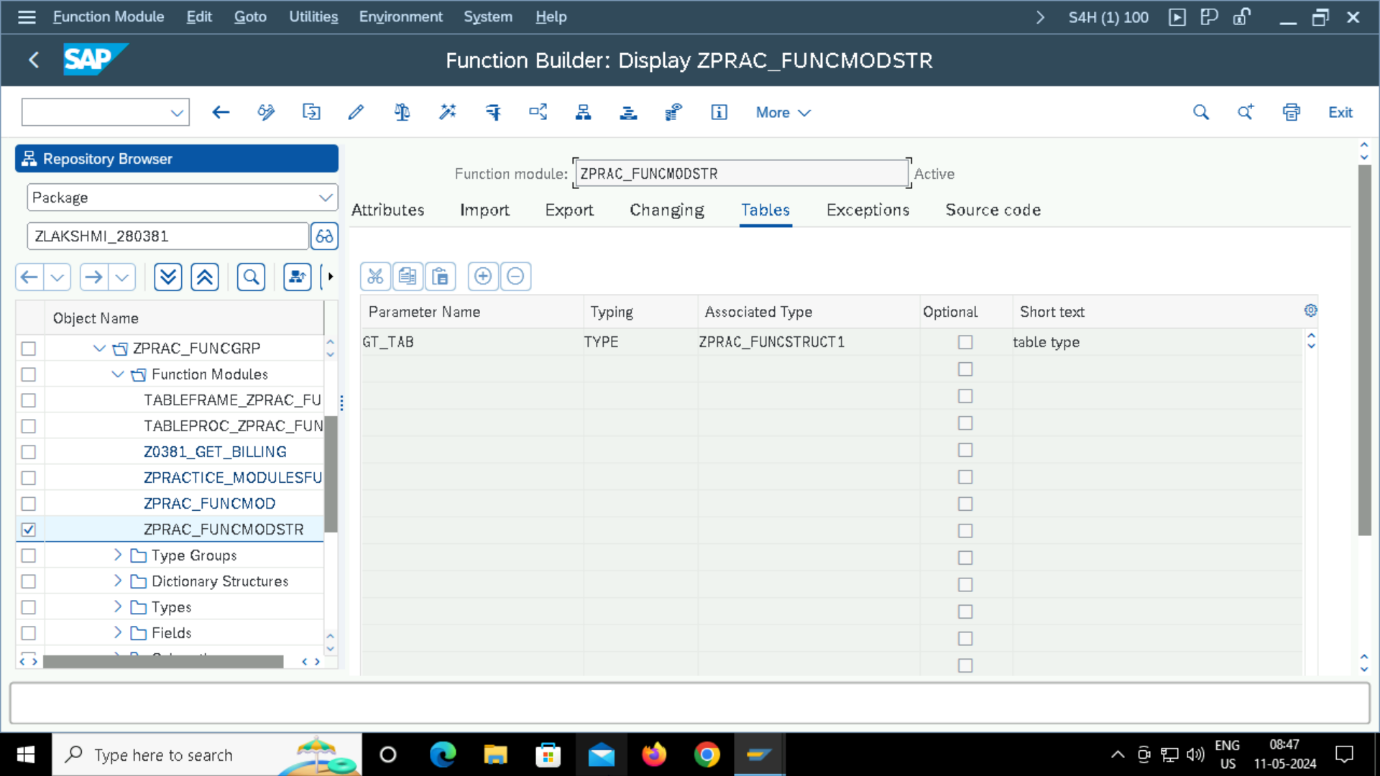 Function Module Edit Goto Utilities Environment System Help S4H (1) 100
SAP Function Builder: Display ZPRAC_FUNCMODSTR
More Exit
Repository Browser
Function module: ZPRAC_FUNCMODSTR Active
Package
Attributes Import Export Changing Tables Exceptions Source code
ZLAKSHMI_280381
Parameter Name Typing Associated Type Optional Short text
Object Name
GT_TAB TYPE ZPRAC_FUNCSTRUCT1 table type
ZPRAC_FUNCGRP
Function Modules
TABLEFRAME_ZPRAC_FU
TABLEPROC_ZPRAC_FUN
Z0381_GET_BILLING
ZPRACTICE_MODULESFU
ZPRAC_FUNCMOD
ZPRAC_FUNCMODSTR
Type Groups
Dictionary Structures
Types
Fields
Type here to search
ENG
US
08:47
11-05-2024